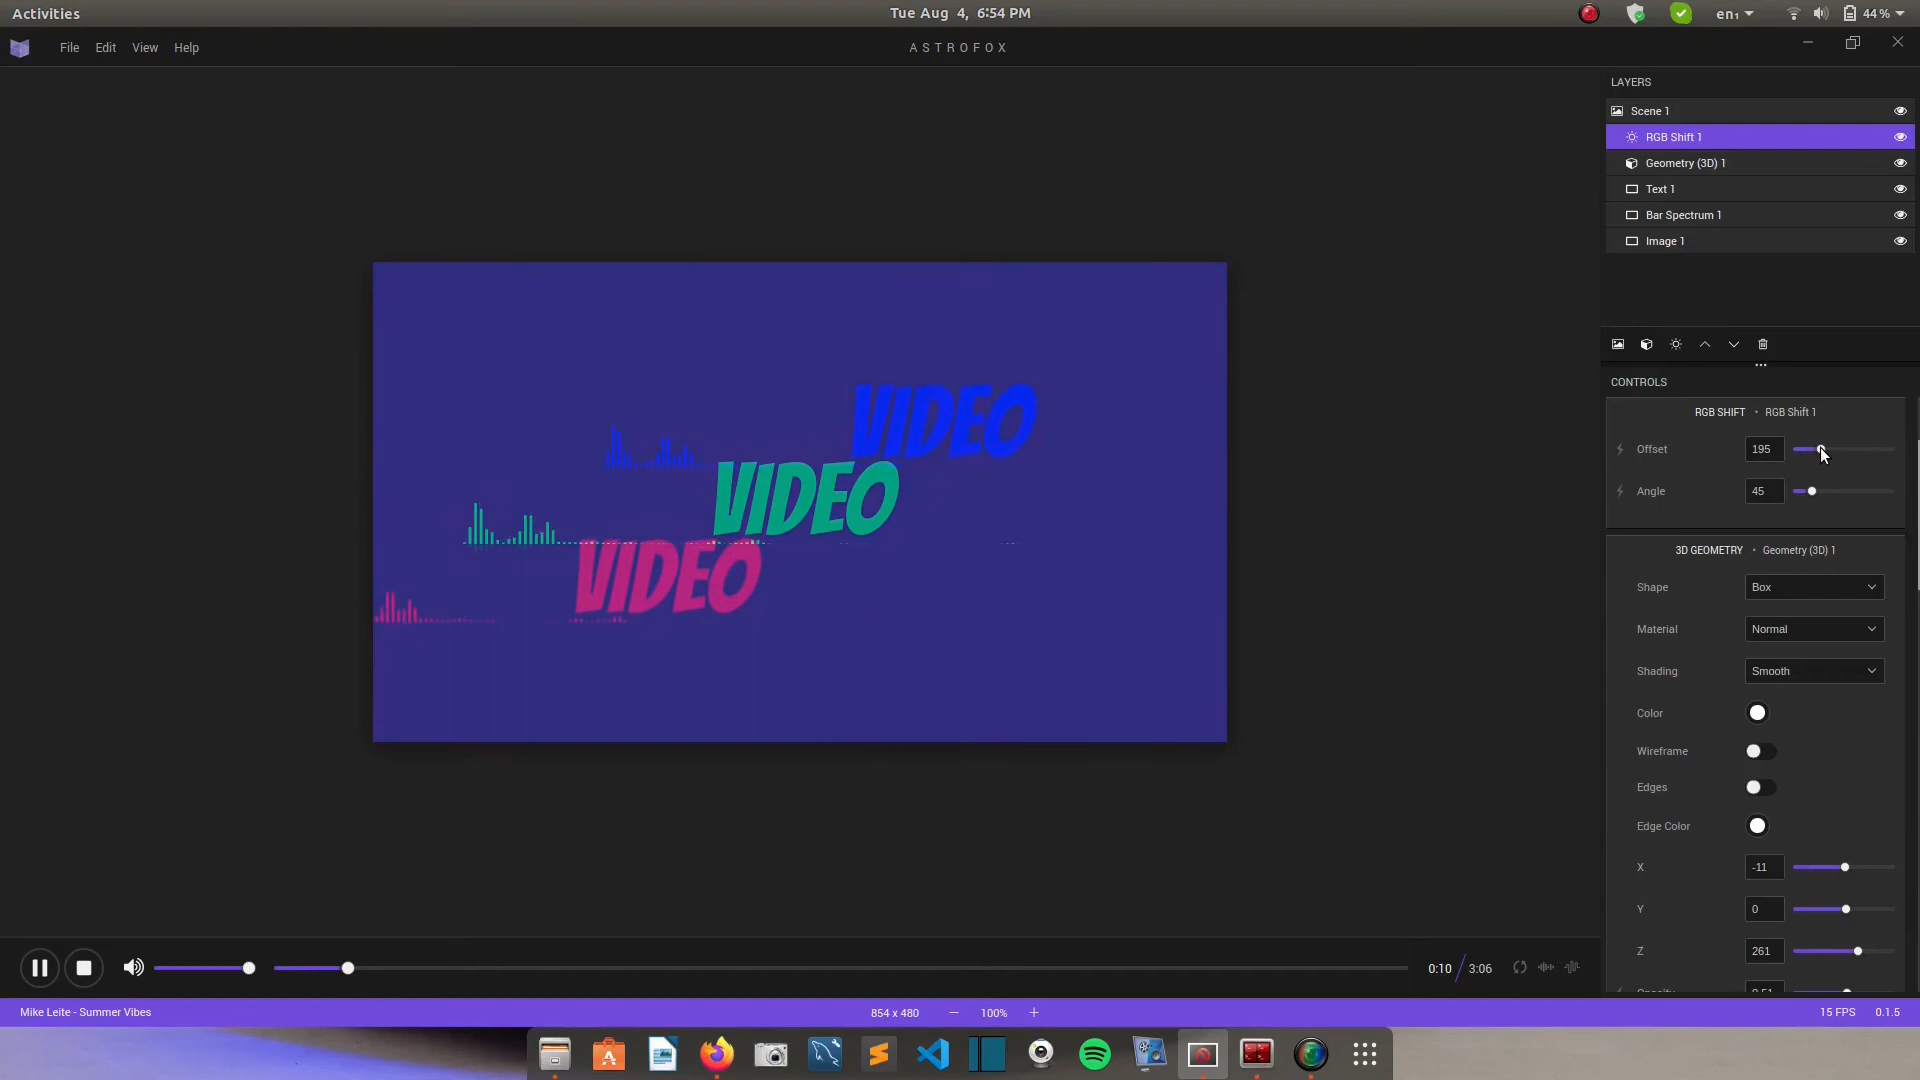 Activities
Tue Aug 4, 6:54 PM
en₁
44 %
File Edit View Help
ASTROFOX
LAYERS
Scene 1
RGB Shift 1
Geometry (3D) 1
Text 1
Bar Spectrum 1
Image 1
CONTROLS
RGB SHIFT • RGB Shift 1
Offset 195
Angle 45
3D GEOMETRY • Geometry (3D) 1
Shape Box
Material Normal
Shading Smooth
Color
Wireframe
Edges
Edge Color
X -11
Y 0
Z 261
Opacity 0.51
VIDEO
VIDEO
VIDEO
0:10 / 3:06
Mike Leite - Summer Vibes
854 x 480 — 100% +
15 FPS 0.1.5